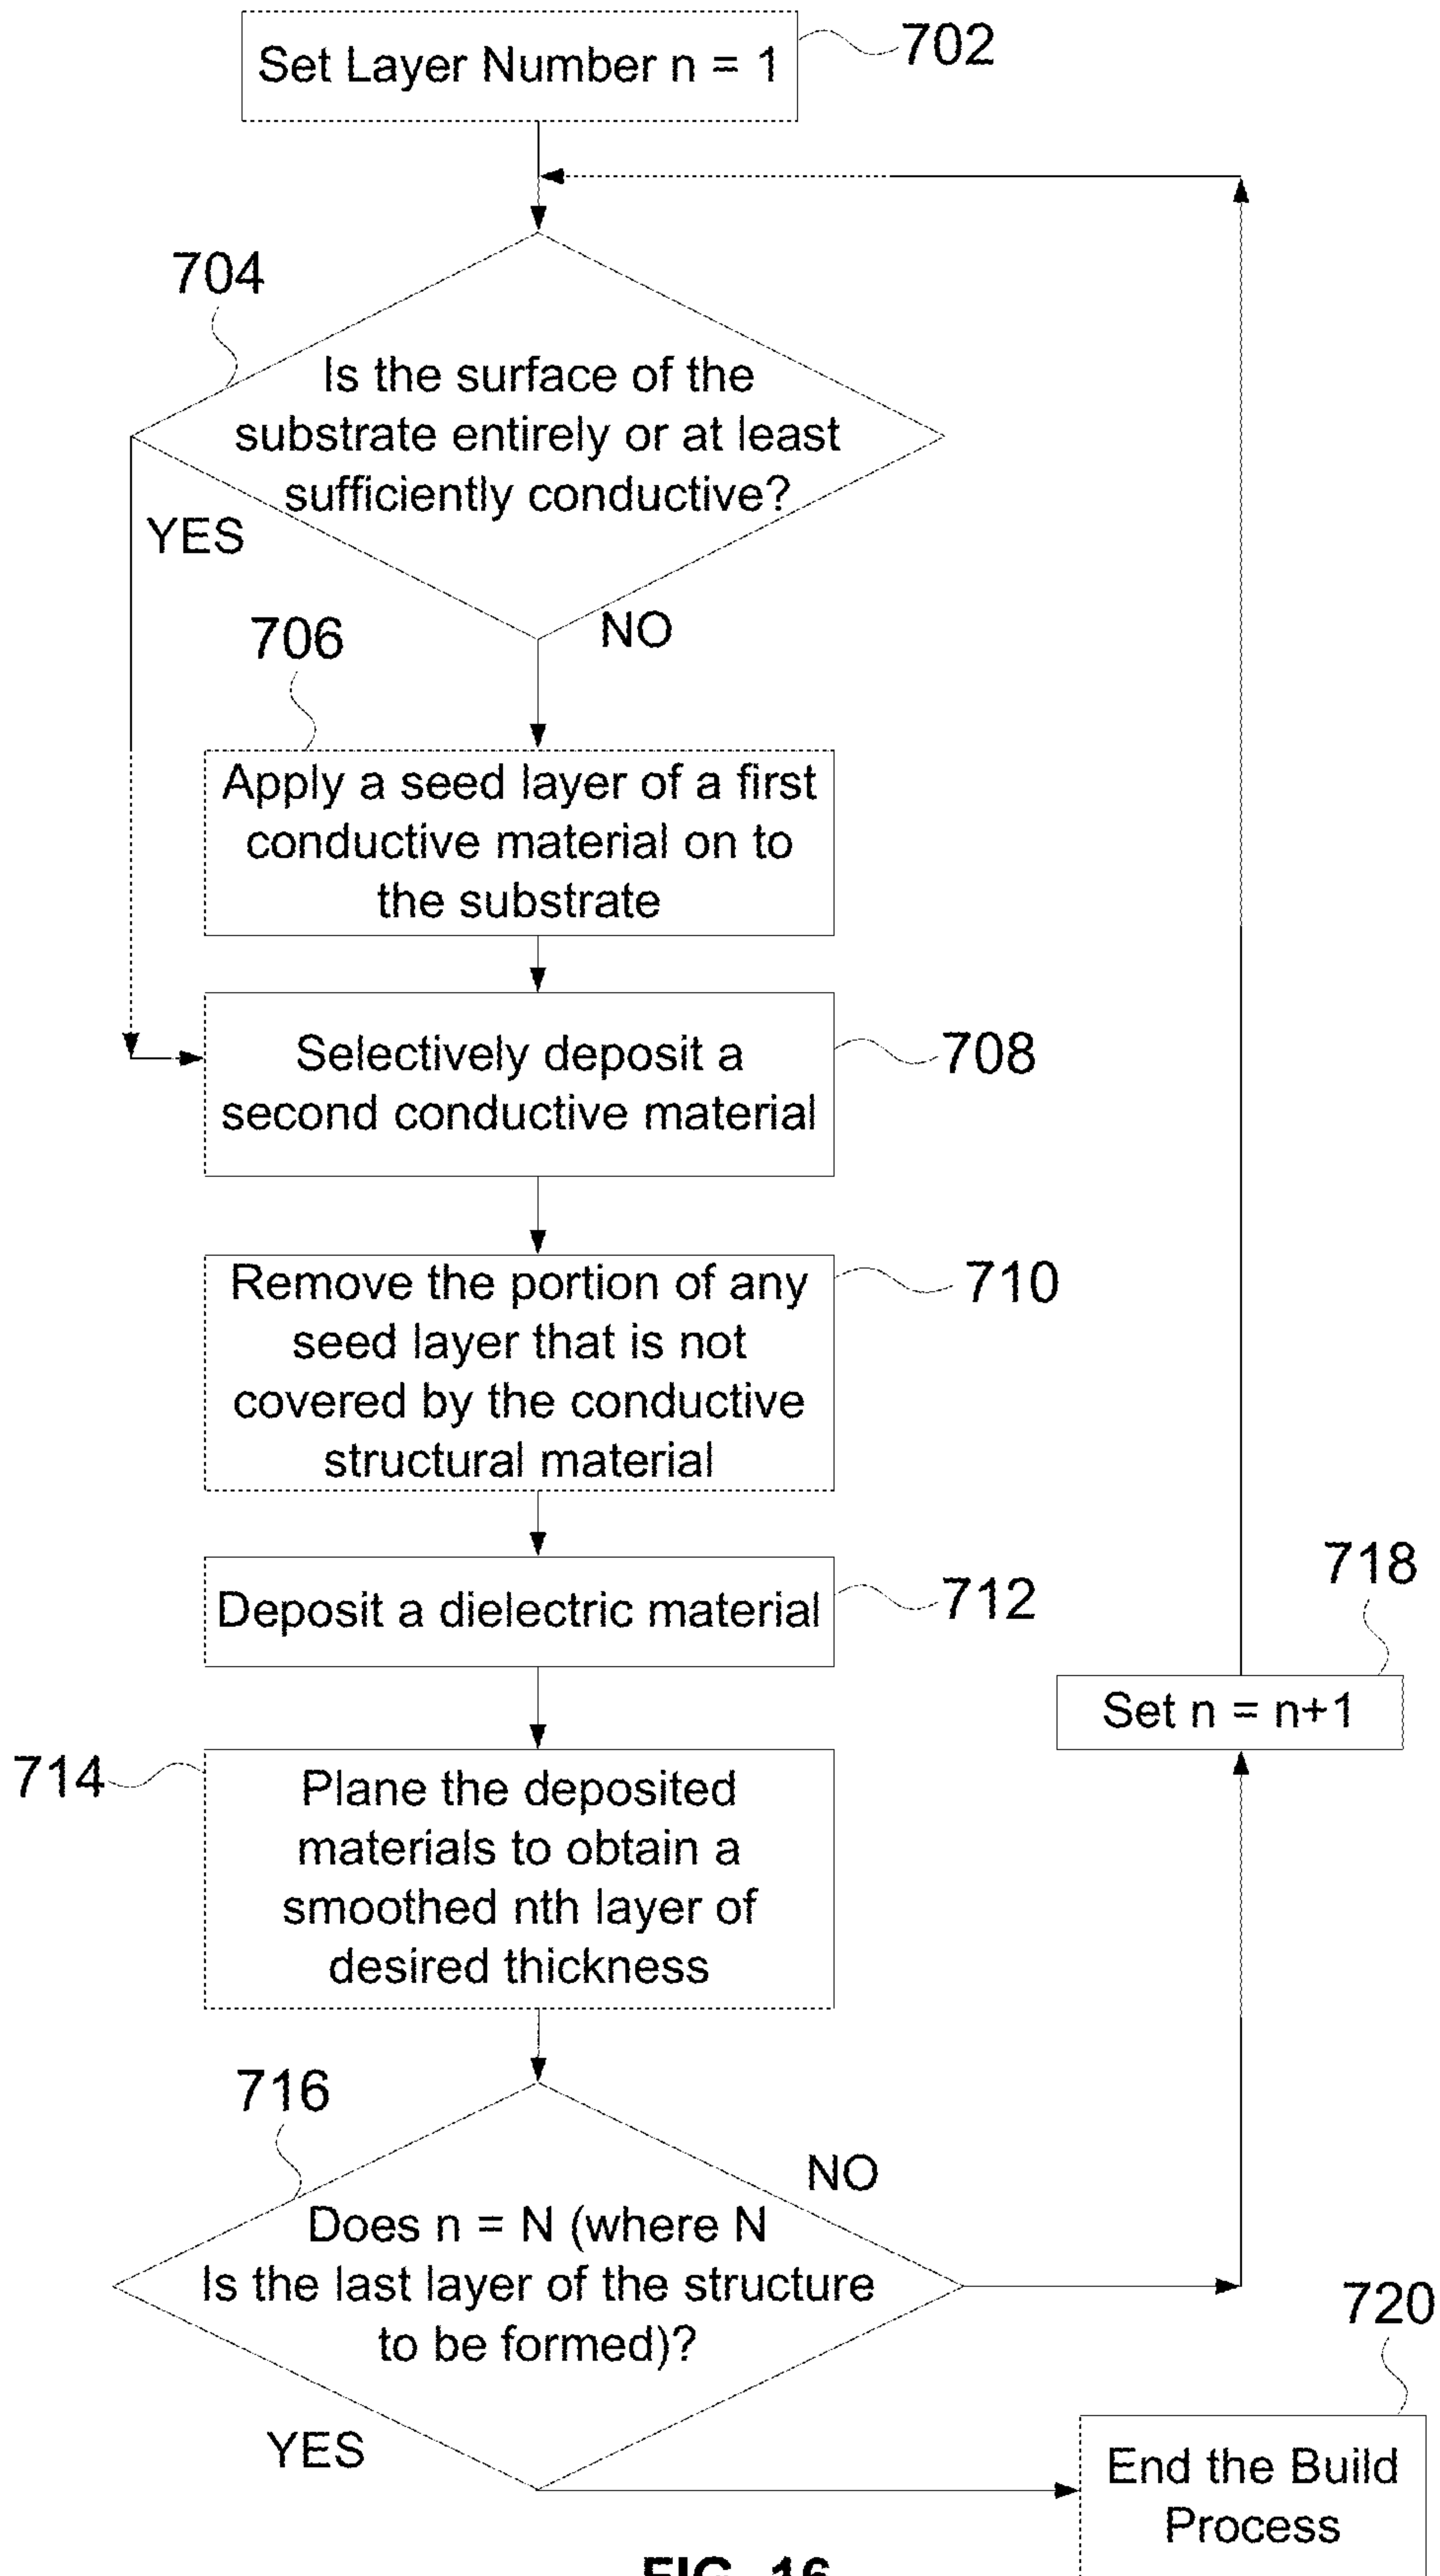 Set Layer Number n = 1
702
704
Is the surface of the
substrate entirely or at least
sufficiently conductive?
YES
NO
706
Apply a seed layer of a first
conductive material on to
the substrate
Selectively deposit a
second conductive material
708
Remove the portion of any
seed layer that is not
covered by the conductive
structural material
710
Deposit a dielectric material
712
718
Set n = n+1
714
Plane the deposited
materials to obtain a
smoothed nth layer of
desired thickness
716
NO
Does n = N (where N
Is the last layer of the structure
to be formed)?
YES
720
End the Build
Process
FIG. 16